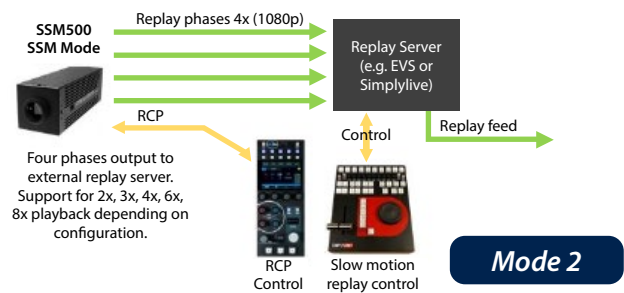 SSM500
SSM Mode
Replay phases 4x (1080p)
Replay Server
(e.g. EVS or
Simplylive)
RCP
Control
Replay feed
Four phases output to
external replay server.
Support for 2x, 3x, 4x, 6x,
8x playback depending on
configuration.
RCP
Control
Slow motion
replay control
Mode 2